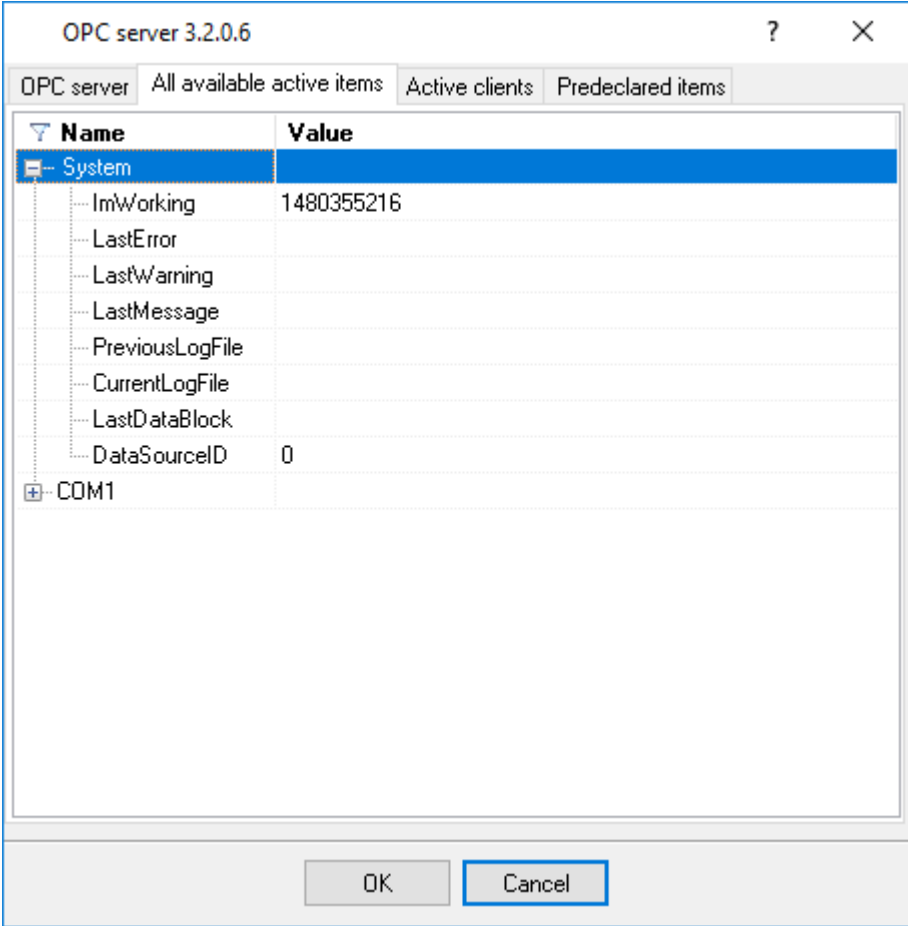 OPC server 3.2.0.6 ?
OPC server All available active items Active clients Predeclared items
Name Value
System
ImWorking 1480355216
LastError
LastWarning
LastMessage
PreviousLogFile
CurrentLogFile
LastDataBlock
DataSourceID 0
COM1
OK Cancel